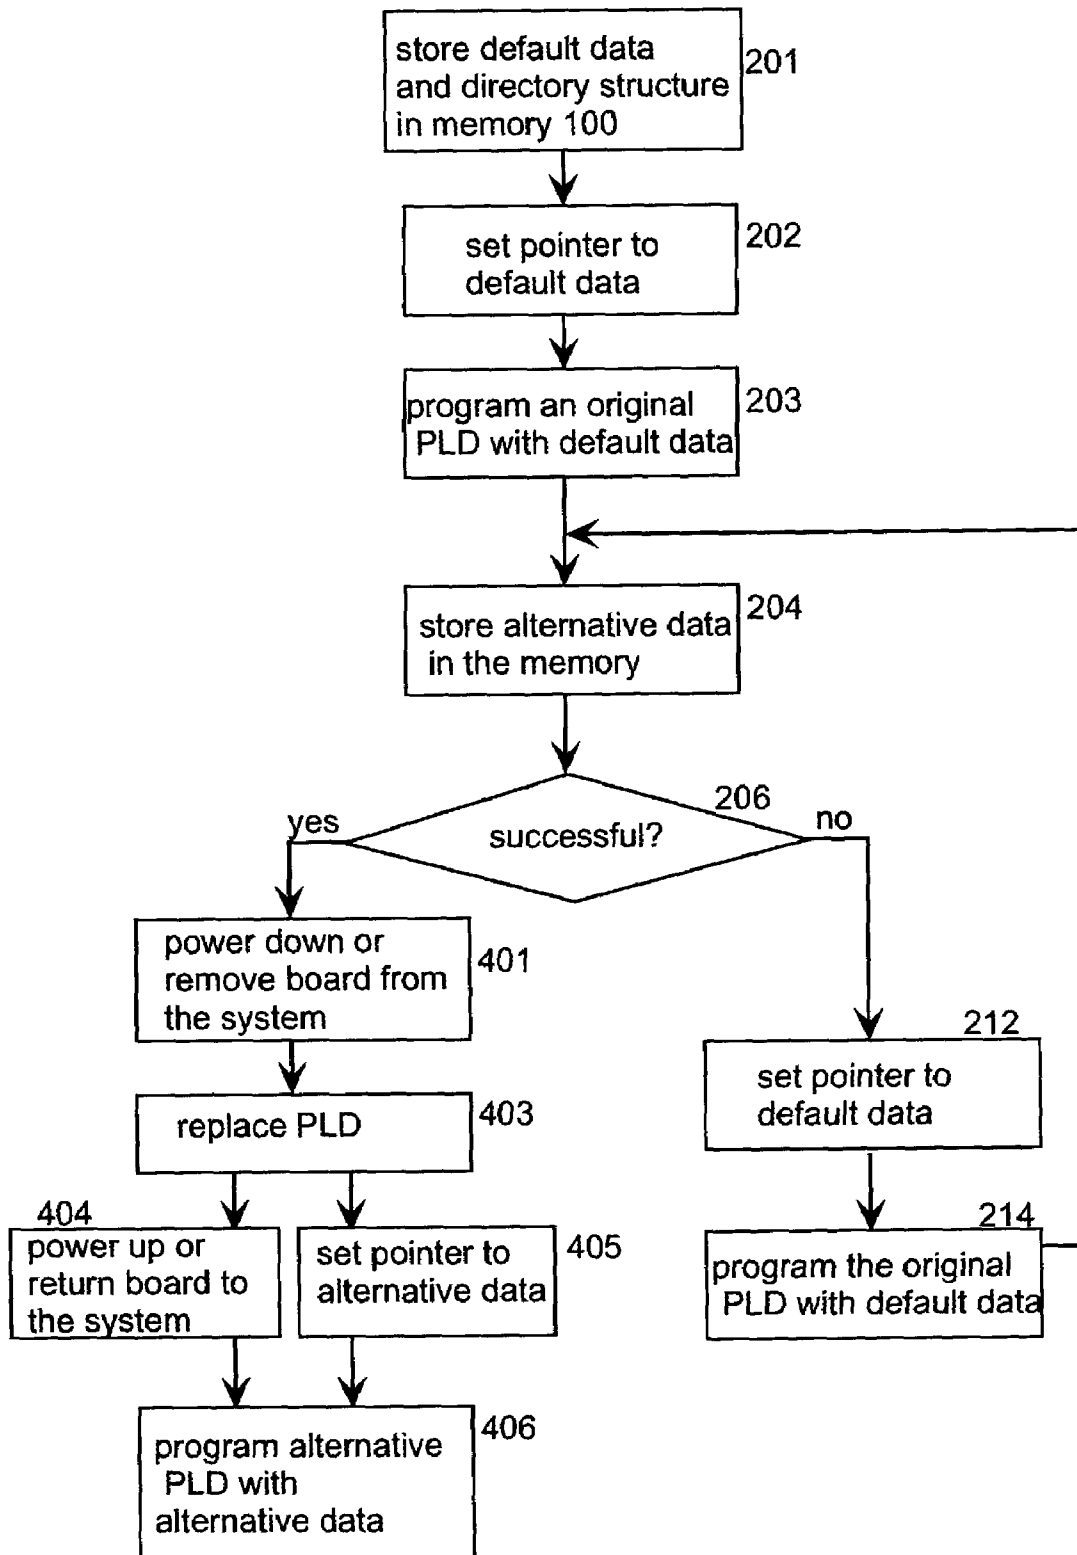 store default data
and directory structure
in memory 100
201
set pointer to
default data
202
program an original
PLD with default data
203
store alternative data
in the memory
204
successful?
206
yes
no
power down or
remove board from
the system
401
replace PLD
403
404
power up or
return board to
the system
set pointer to
alternative data
405
program alternative
PLD with
alternative data
406
212
set pointer to
default data
214
program the original
PLD with default data